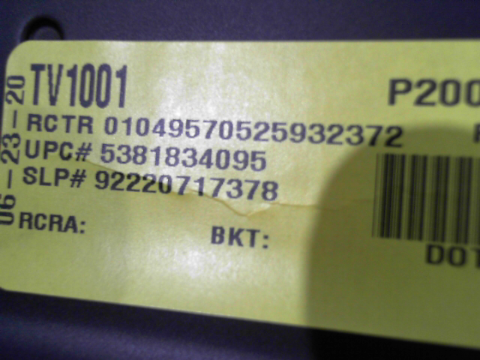 TV1001
P200
RCTR 01049570525932372
UPC# 5381834095
SLP# 92220717378
RCRA:
BKT:
DOT
06-23-20